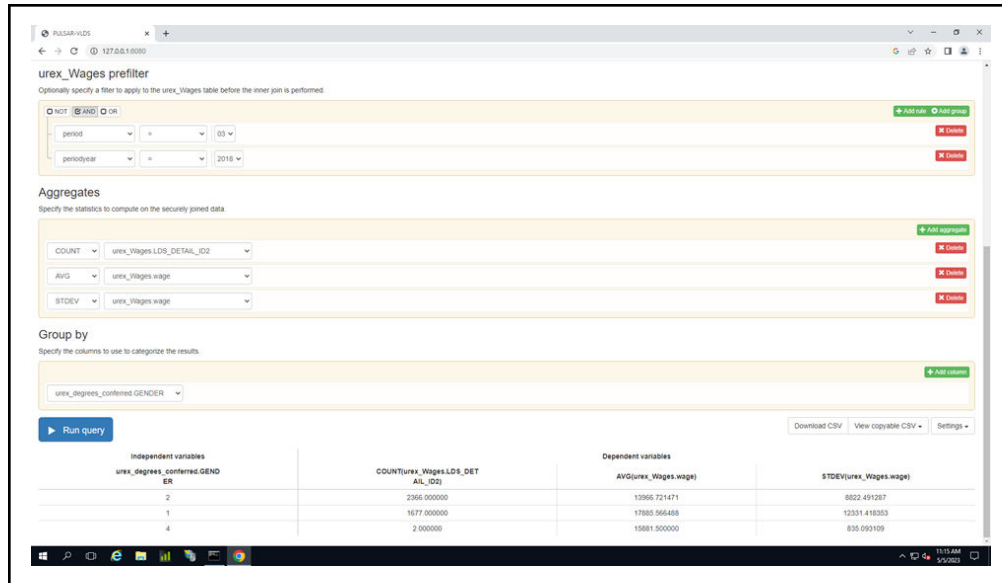 PULSAR-VLDS
127.0.0.1:8080
urex_Wages prefilter
Optionally specify a filter to apply to the urex_Wages table before the inner join is performed.
NOT AND OR Add rule Add group
period = 03 Delete
periodyear = 2018 Delete
Aggregates
Specify the statistics to compute on the securely joined data.
Add aggregate
COUNT urex_Wages.LDS_DETAIL_ID2 Delete
AVG urex_Wages.wage Delete
STDEV urex_Wages.wage Delete
Group by
Specify the columns to use to categorize the results.
Add column
urex_degrees_conferred.GENDER
Run query Download CSV View copyable CSV Settings
Independent variables Dependent variables
urex_degrees_conferred.GEND
ER
COUNT(urex_Wages.LDS_DET
AIL_ID2)
AVG(urex_Wages.wage) STDEV(urex_Wages.wage)
2 2366.000000 13966.721471 8822.491287
1 1677.000000 17885.566488 12331.418353
4 2.000000 15881.500000 835.093109
11:15 AM
5/5/2023